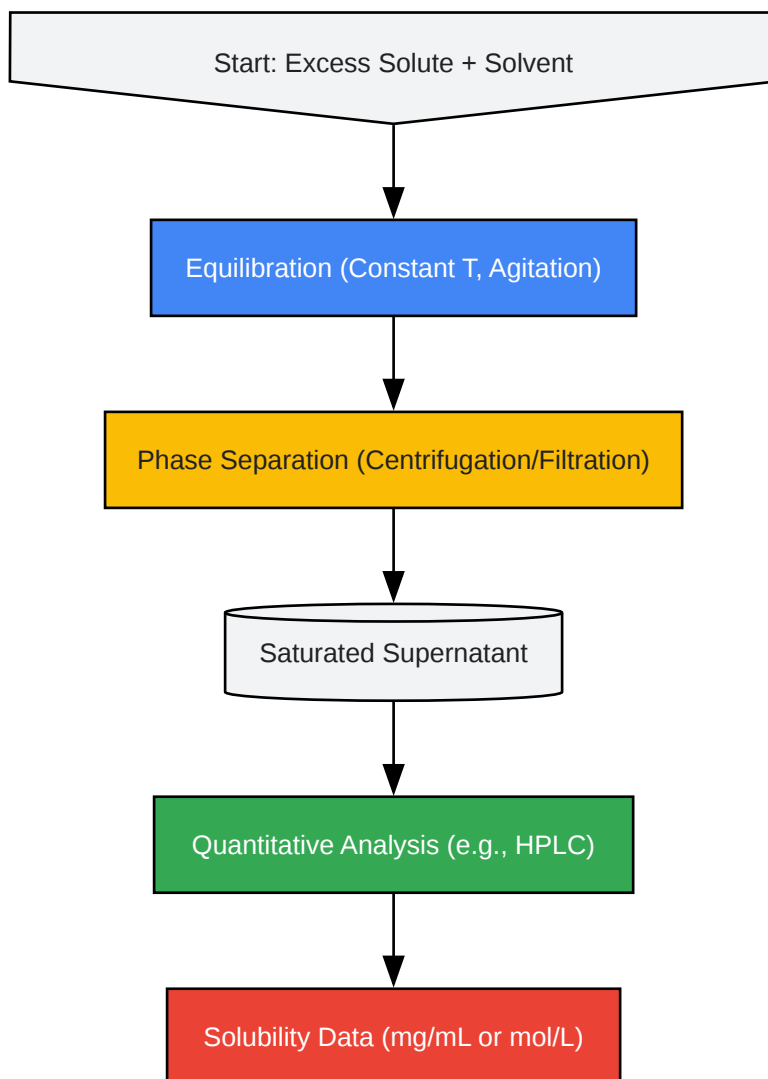 Start: Excess Solute + Solvent
Equilibration (Constant T, Agitation)
Phase Separation (Centrifugation/Filtration)
Saturated Supernatant
Quantitative Analysis (e.g., HPLC)
Solubility Data (mg/mL or mol/L)